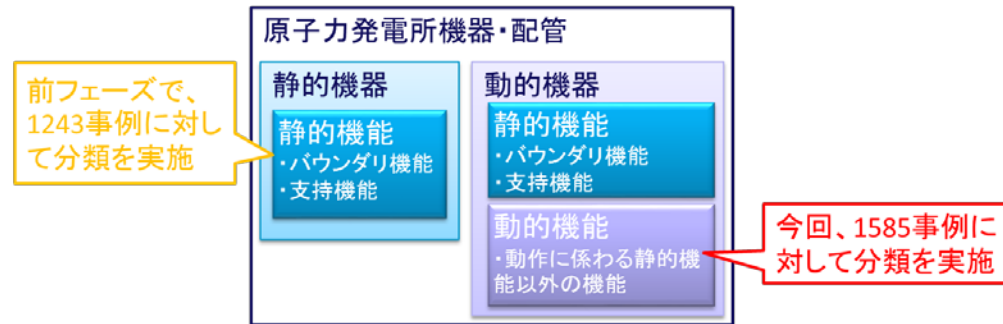 原子力発電所機器・配管
前フェーズで、
1243事例に対し
て分類を実施
静的機器
静的機能
・バウンダリ機能
・支持機能
動的機器
静的機能
・バウンダリ機能
・支持機能
動的機能
・動作に係わる静的機
能以外の機能
今回、1585事例に
対して分類を実施